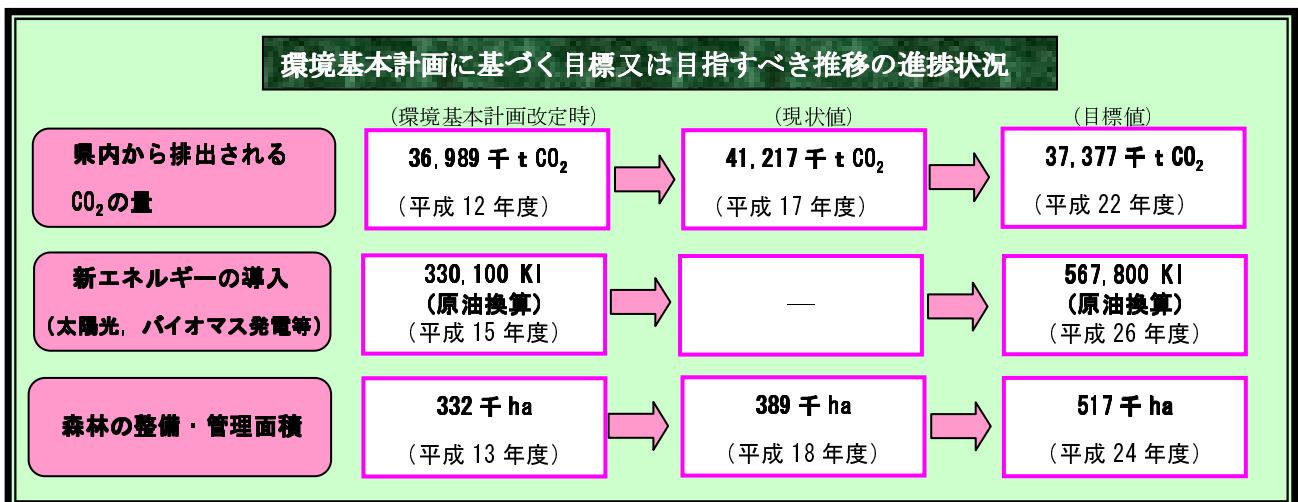 環境基本計画に基づく目標又は目指すべき推移の進捗状況
（環境基本計画改定時）
（現状値）
（目標値）
県内から排出される
CO₂の量
36,989 千 t CO₂
（平成 12 年度）
41,217 千 t CO₂
（平成 17 年度）
37,377 千 t CO₂
（平成 22 年度）
新エネルギーの導入
（太陽光，バイオマス発電等）
330,100 Kl
（原油換算）
（平成 15 年度）
―
567,800 Kl
（原油換算）
（平成 26 年度）
森林の整備・管理面積
332 千 ha
（平成 13 年度）
389 千 ha
（平成 18 年度）
517 千 ha
（平成 24 年度）